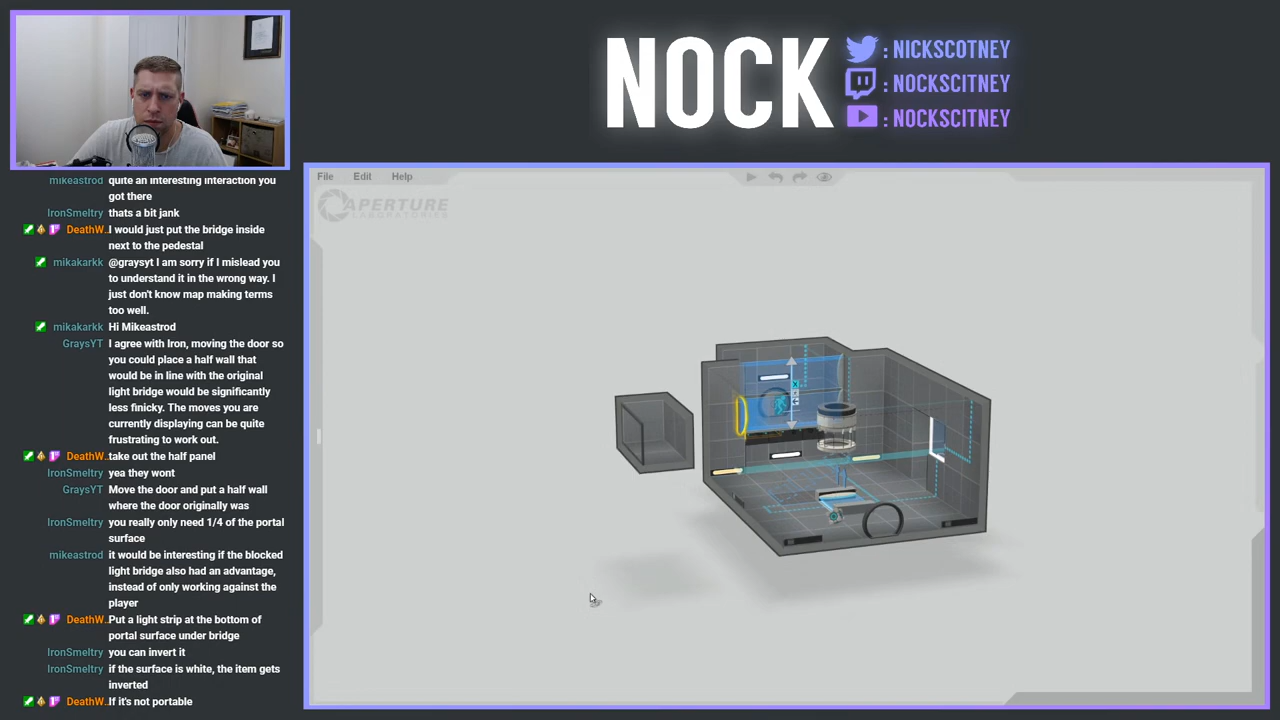 NOCK
: NICKSCOTNEY
: NOCKSCITNEY
: NOCKSCITNEY
mikeastrod quite an interesting interaction you
got there
IronSmeltry thats a bit jank
DeathW.. I would just put the bridge inside
next to the pedestal
mikakarkk @graysyt I am sorry if I mislead you
to understand it in the wrong way. I
just don't know map making terms
too well.
mikakarkk Hi Mikeastrod
GraysYT I agree with Iron, moving the door so
you could place a half wall that
would be in line with the original
light bridge would be significantly
less finicky. The moves you are
currently displaying can be quite
frustrating to work out.
DeathW.. take out the half panel
IronSmeltry yea they wont
GraysYT Move the door and put a half wall
where the door originally was
IronSmeltry you really only need 1/4 of the portal
surface
mikeastrod it would be interesting if the blocked
light bridge also had an advantage,
instead of only working against the
player
DeathW.. Put a light strip at the bottom of
portal surface under bridge
IronSmeltry you can invert it
IronSmeltry if the surface is white, the item gets
inverted
DeathW.. If it's not portable
File Edit Help
APERTURE
LABORATORIES